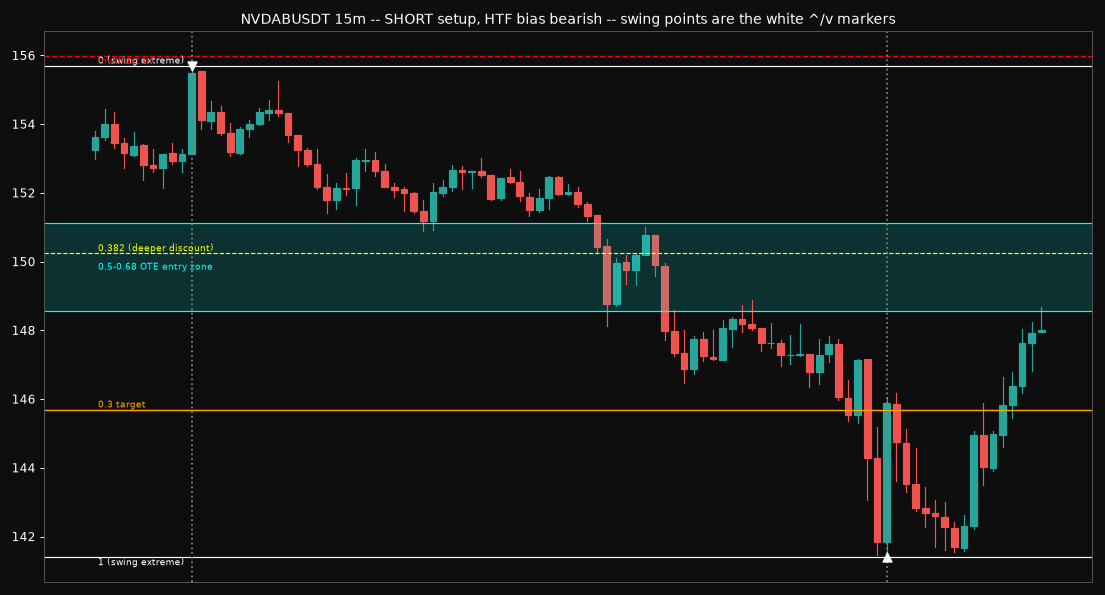 NVDABUSDT 15m -- SHORT setup, HTF bias bearish -- swing points are the white ^/v markers
156
0 (swing extreme)
154
152
0.382 (deeper discount)
150
0.5-0.68 OTE entry zone
148
146
0.3 target
144
142
1 (swing extreme)